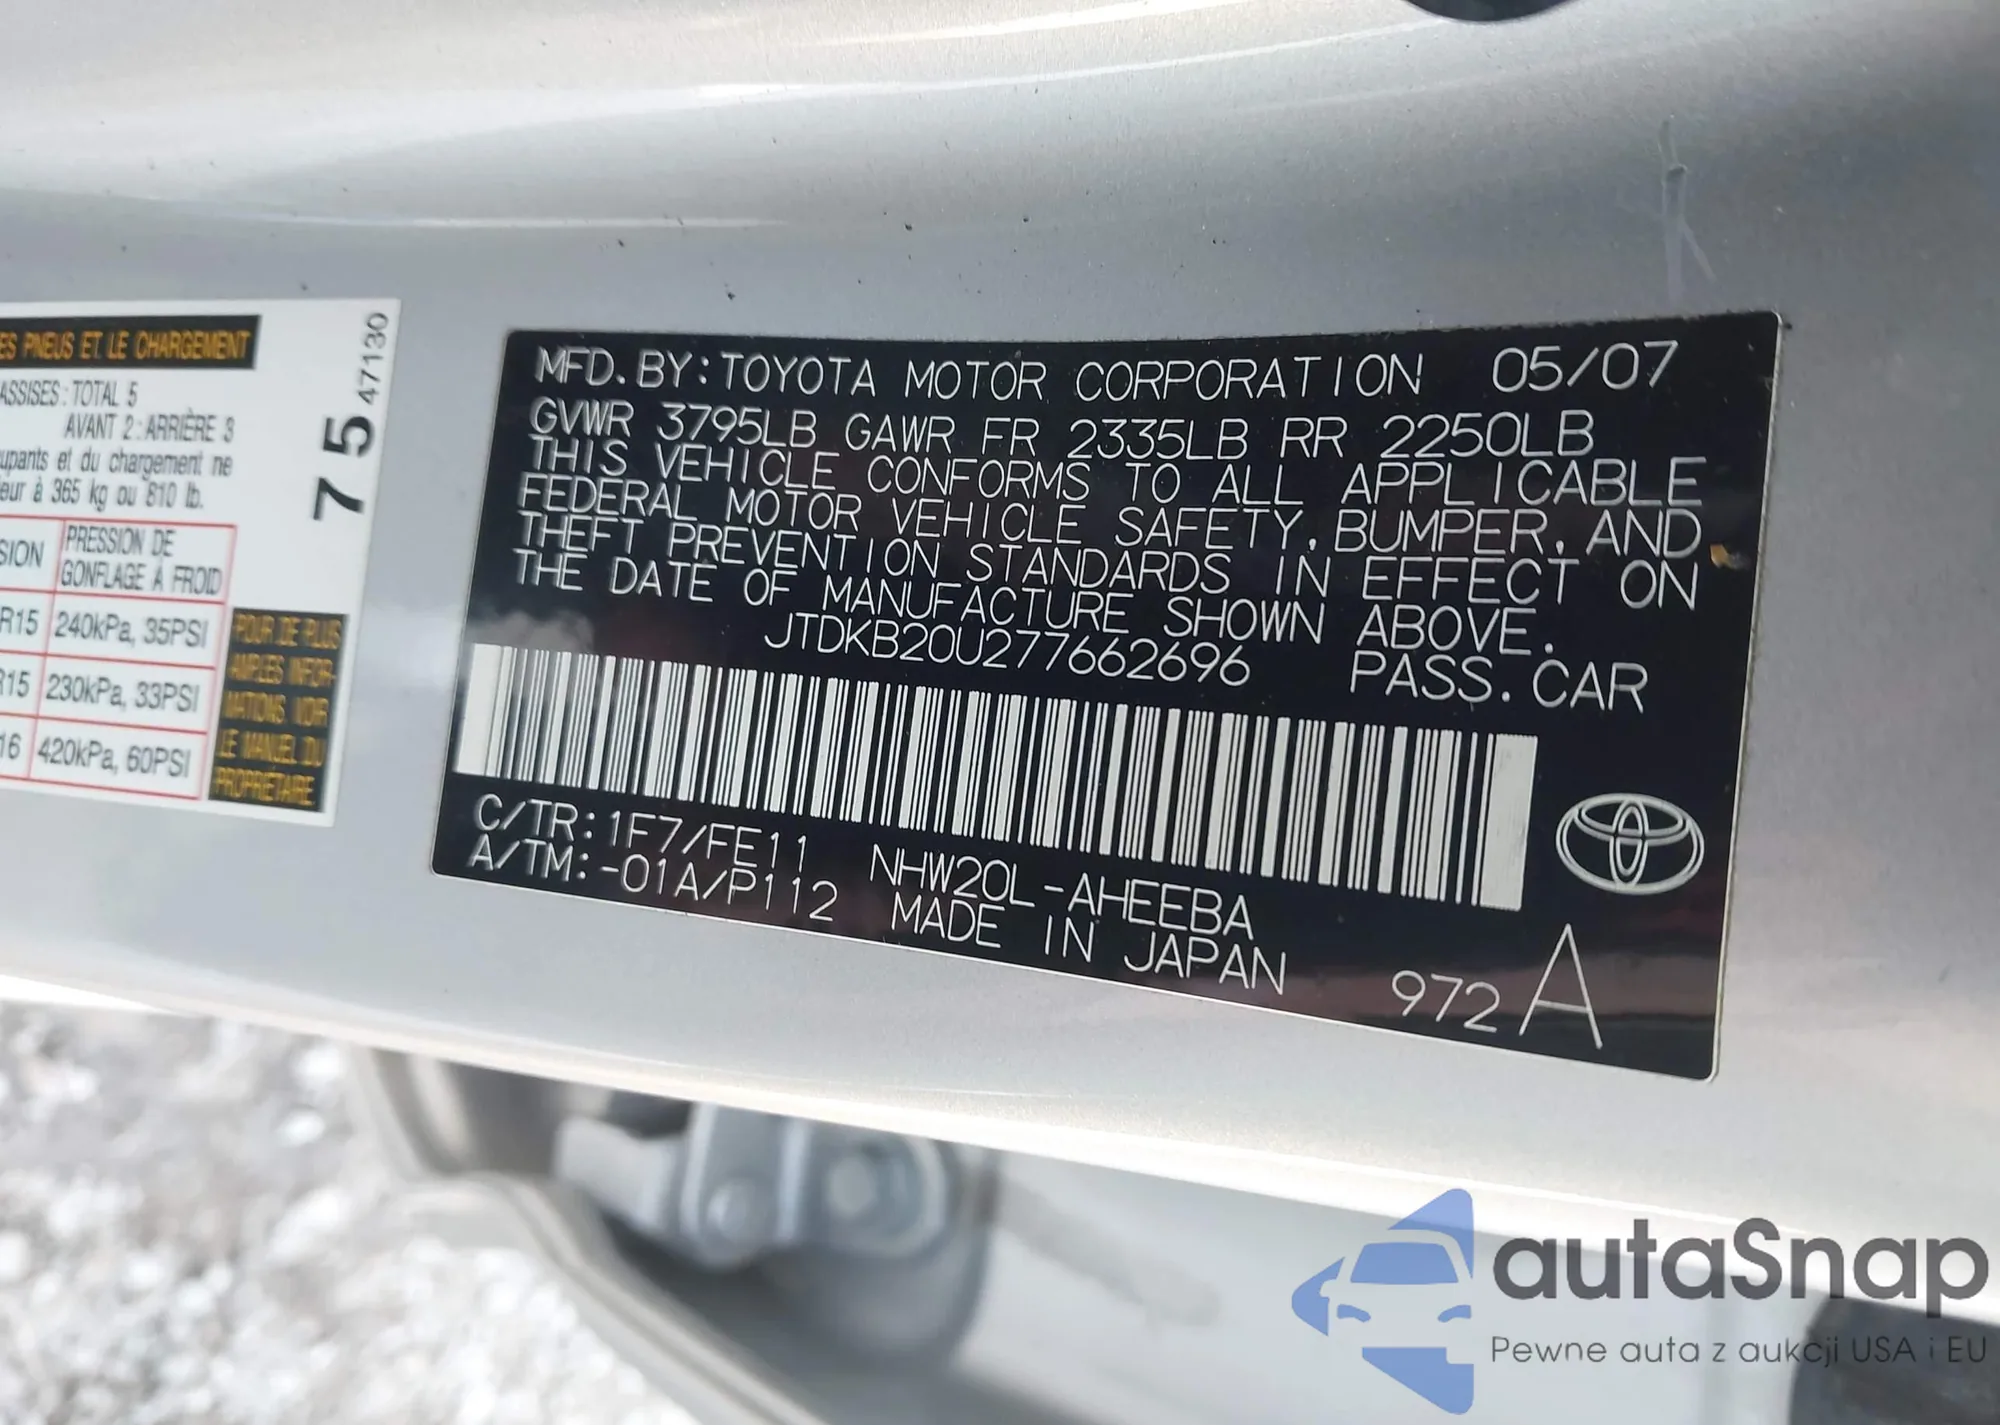 ES PNEUS ET LE CHARGEMENT
ASSISES : TOTAL 5
AVANT 2 : ARRIÈRE 3
upants et du chargement ne
eur à 365 kg ou 810 lb.
SION
PRESSION DE
GONFLAGE À FROID
R15 240kPa, 35PSI
R15 230kPa, 33PSI
16 420kPa, 60PSI
POUR DE PLUS
AMPLES INFOR-
MATIONS, VOIR
LE MANUEL DU
PROPRIÉTAIRE
75
47130
MFD. BY: TOYOTA MOTOR CORPORATION 05/07
GVWR 3795LB GAWR FR 2335LB RR 2250LB
THIS VEHICLE CONFORMS TO ALL APPLICABLE
FEDERAL MOTOR VEHICLE SAFETY, BUMPER, AND
THEFT PREVENTION STANDARDS IN EFFECT ON
THE DATE OF MANUFACTURE SHOWN ABOVE.
JTDKB20U277662696 PASS. CAR
C/TR: 1F7/FE11 NHW20L-AHEEBA
A/TM: -01A/P112 MADE IN JAPAN
972 A
autaSnap
Pewne auta z aukcji USA i EU